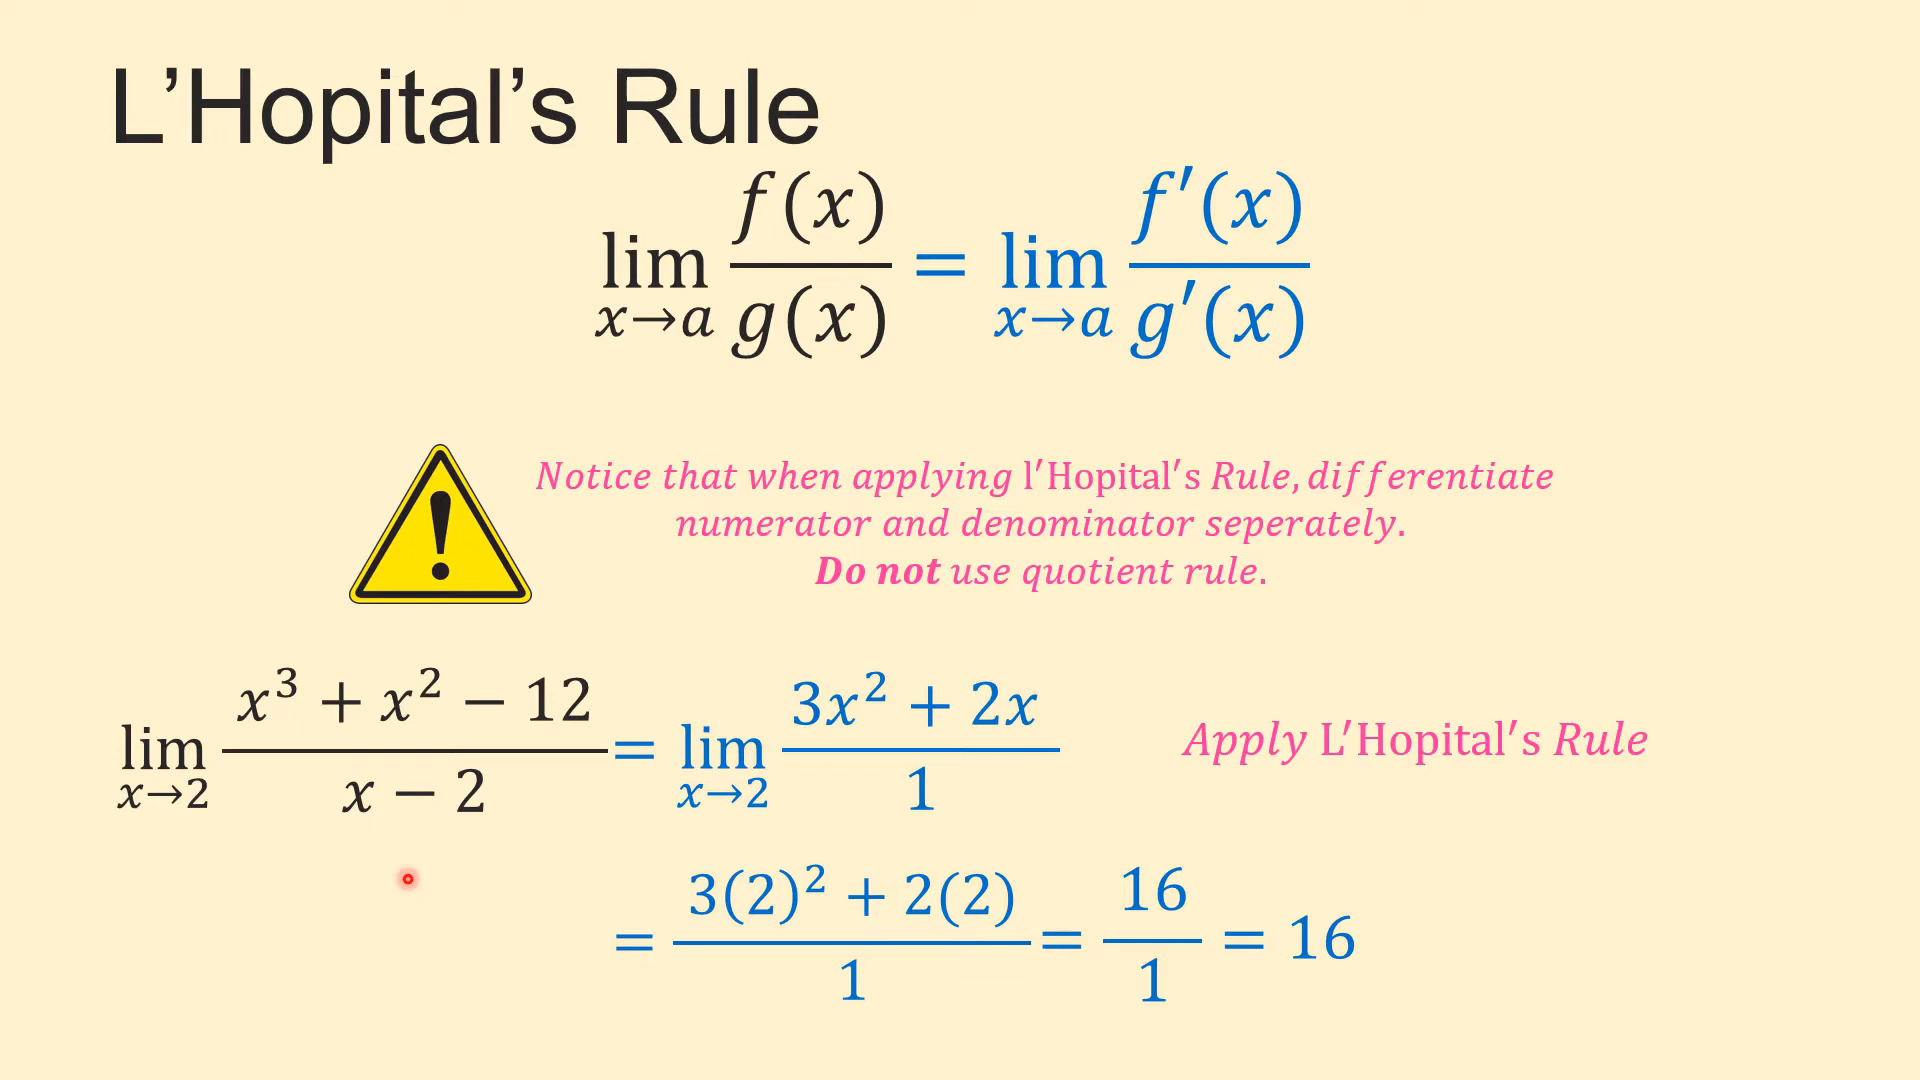 L’Hopital’s Rule
lim x→a f(x)/g(x) = lim x→a f′(x)/g′(x)
Notice that when applying l′Hopital′s Rule, differentiate
numerator and denominator seperately.
Do not use quotient rule.
lim x→2 (x³ + x² − 12)/(x − 2) = lim x→2 (3x² + 2x)/1 Apply L′Hopital′s Rule
= (3(2)² + 2(2))/1 = 16/1 = 16